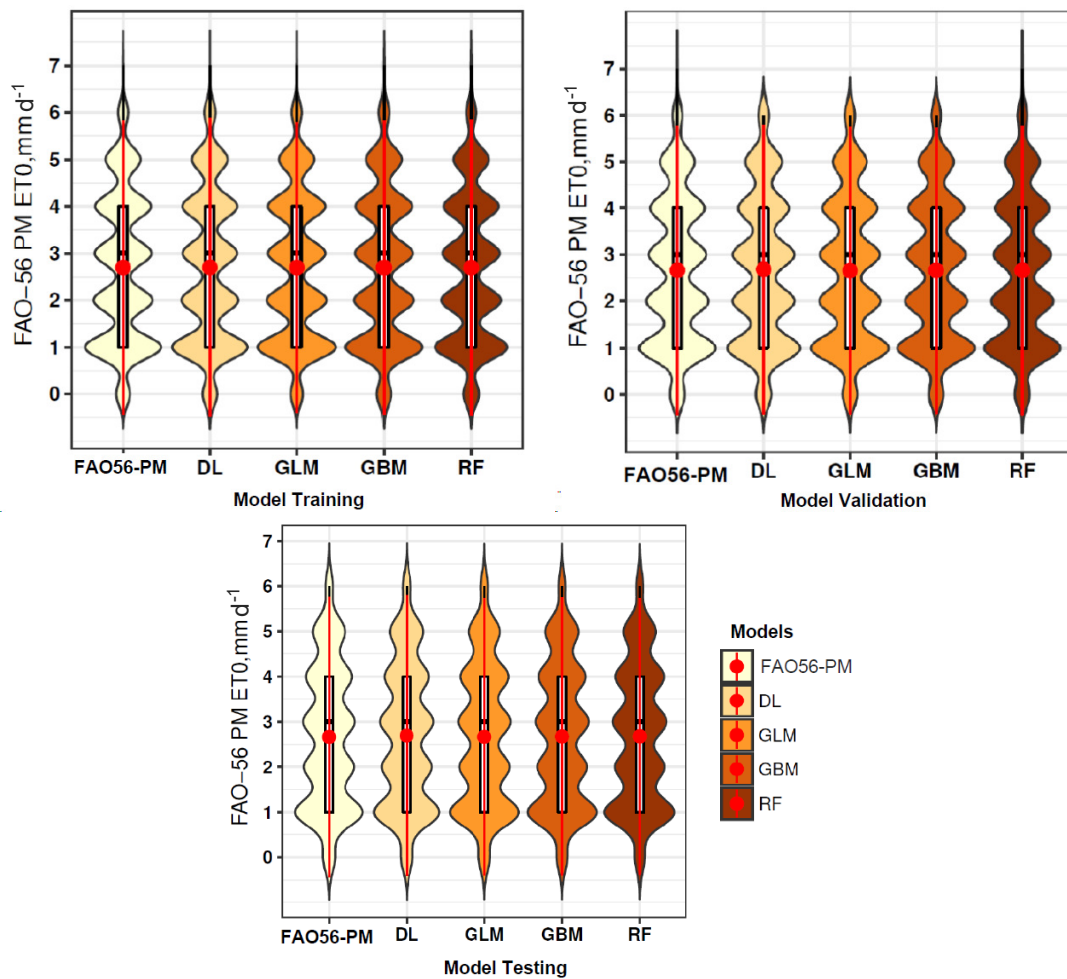 FAO–56 PM ET0,mm d-1
7
6
5
4
3
2
1
0
FAO56-PM DL GLM GBM RF
Model Training
FAO–56 PM ET0,mm d-1
7
6
5
4
3
2
1
0
FAO56-PM DL GLM GBM RF
Model Validation
FAO–56 PM ET0,mm d-1
7
6
5
4
3
2
1
0
FAO56-PM DL GLM GBM RF
Model Testing
Models
FAO56-PM
DL
GLM
GBM
RF